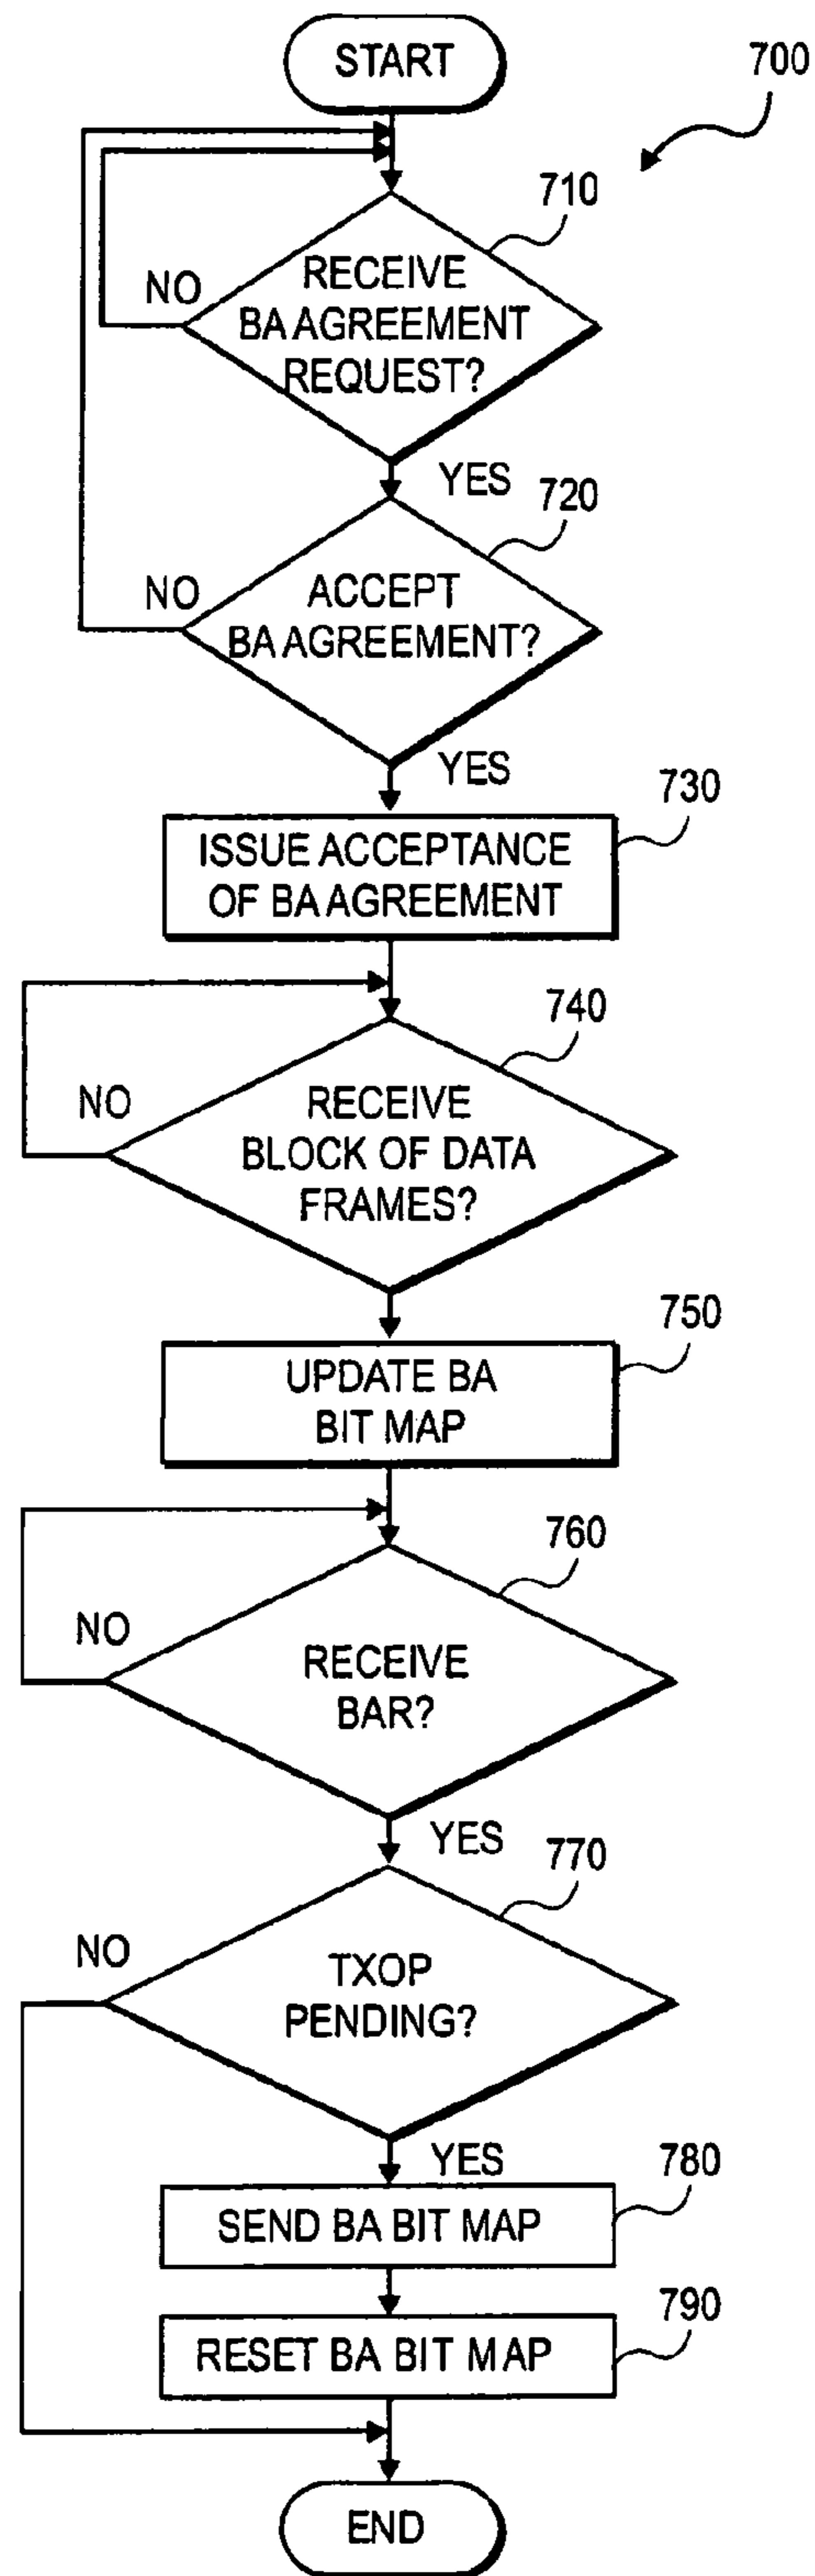 START
700
710
RECEIVE
BA AGREEMENT
REQUEST?
NO
YES
720
ACCEPT
BA AGREEMENT?
NO
YES
730
ISSUE ACCEPTANCE
OF BA AGREEMENT
740
RECEIVE
BLOCK OF DATA
FRAMES?
NO
750
UPDATE BA
BIT MAP
760
RECEIVE
BAR?
NO
YES
770
TXOP
PENDING?
NO
YES
780
SEND BA BIT MAP
790
RESET BA BIT MAP
END